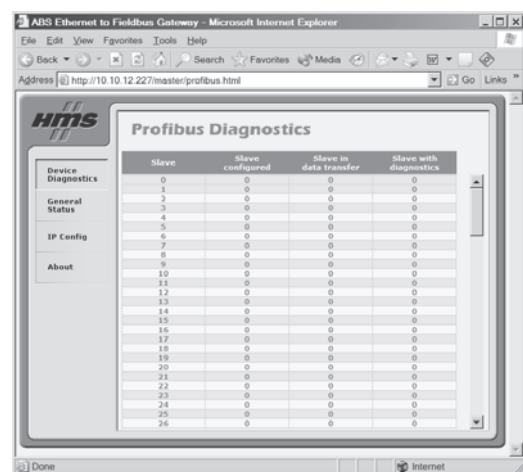 ABS Ethernet to Fieldbus Gateway - Microsoft Internet Explorer
File Edit View Favorites Tools Help
Back Search Favorites Media
Address http://10.10.12.227/master/profibus.html Go Links »
HMS
Profibus Diagnostics
Device Diagnostics
General Status
IP Config
About
Slave Slave configured Slave in data transfer Slave with diagnostics
0 0 0 0
1 0 0 0
2 0 0 0
3 0 0 0
4 0 0 0
5 0 0 0
6 0 0 0
7 0 0 0
8 0 0 0
9 0 0 0
10 0 0 0
11 0 0 0
12 0 0 0
13 0 0 0
14 0 0 0
15 0 0 0
16 0 0 0
17 0 0 0
18 0 0 0
19 0 0 0
20 0 0 0
21 0 0 0
22 0 0 0
23 0 0 0
24 0 0 0
25 0 0 0
26 0 0 0
Done Internet